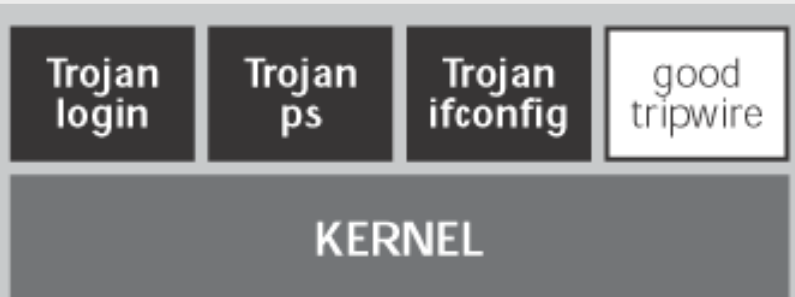 Trojan
login
Trojan
ps
Trojan
ifconfig
good
tripwire
KERNEL